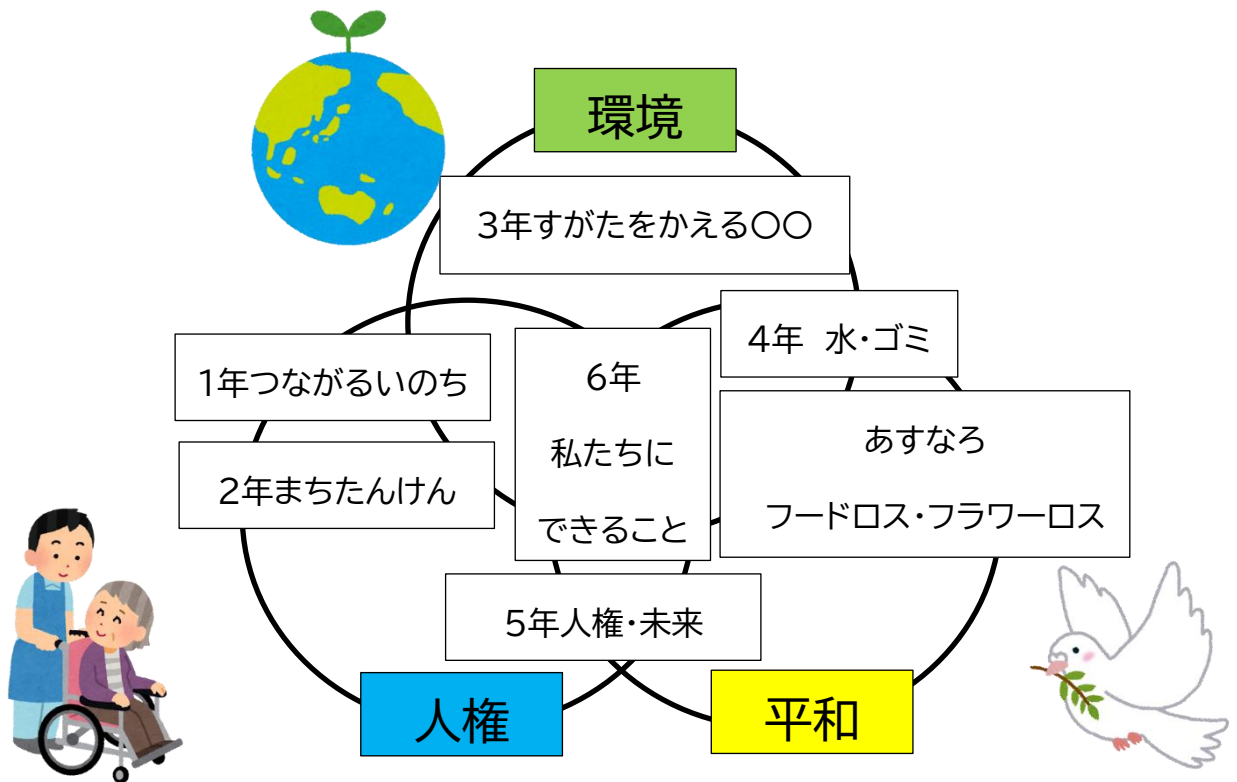 環境
3年すがたをかえる〇〇
4年　水・ゴミ
1年つながるいのち
6年
私たちに
できること
あすなろ
フードロス・フラワーロス
2年まちたんけん
5年人権・未来
人権
平和